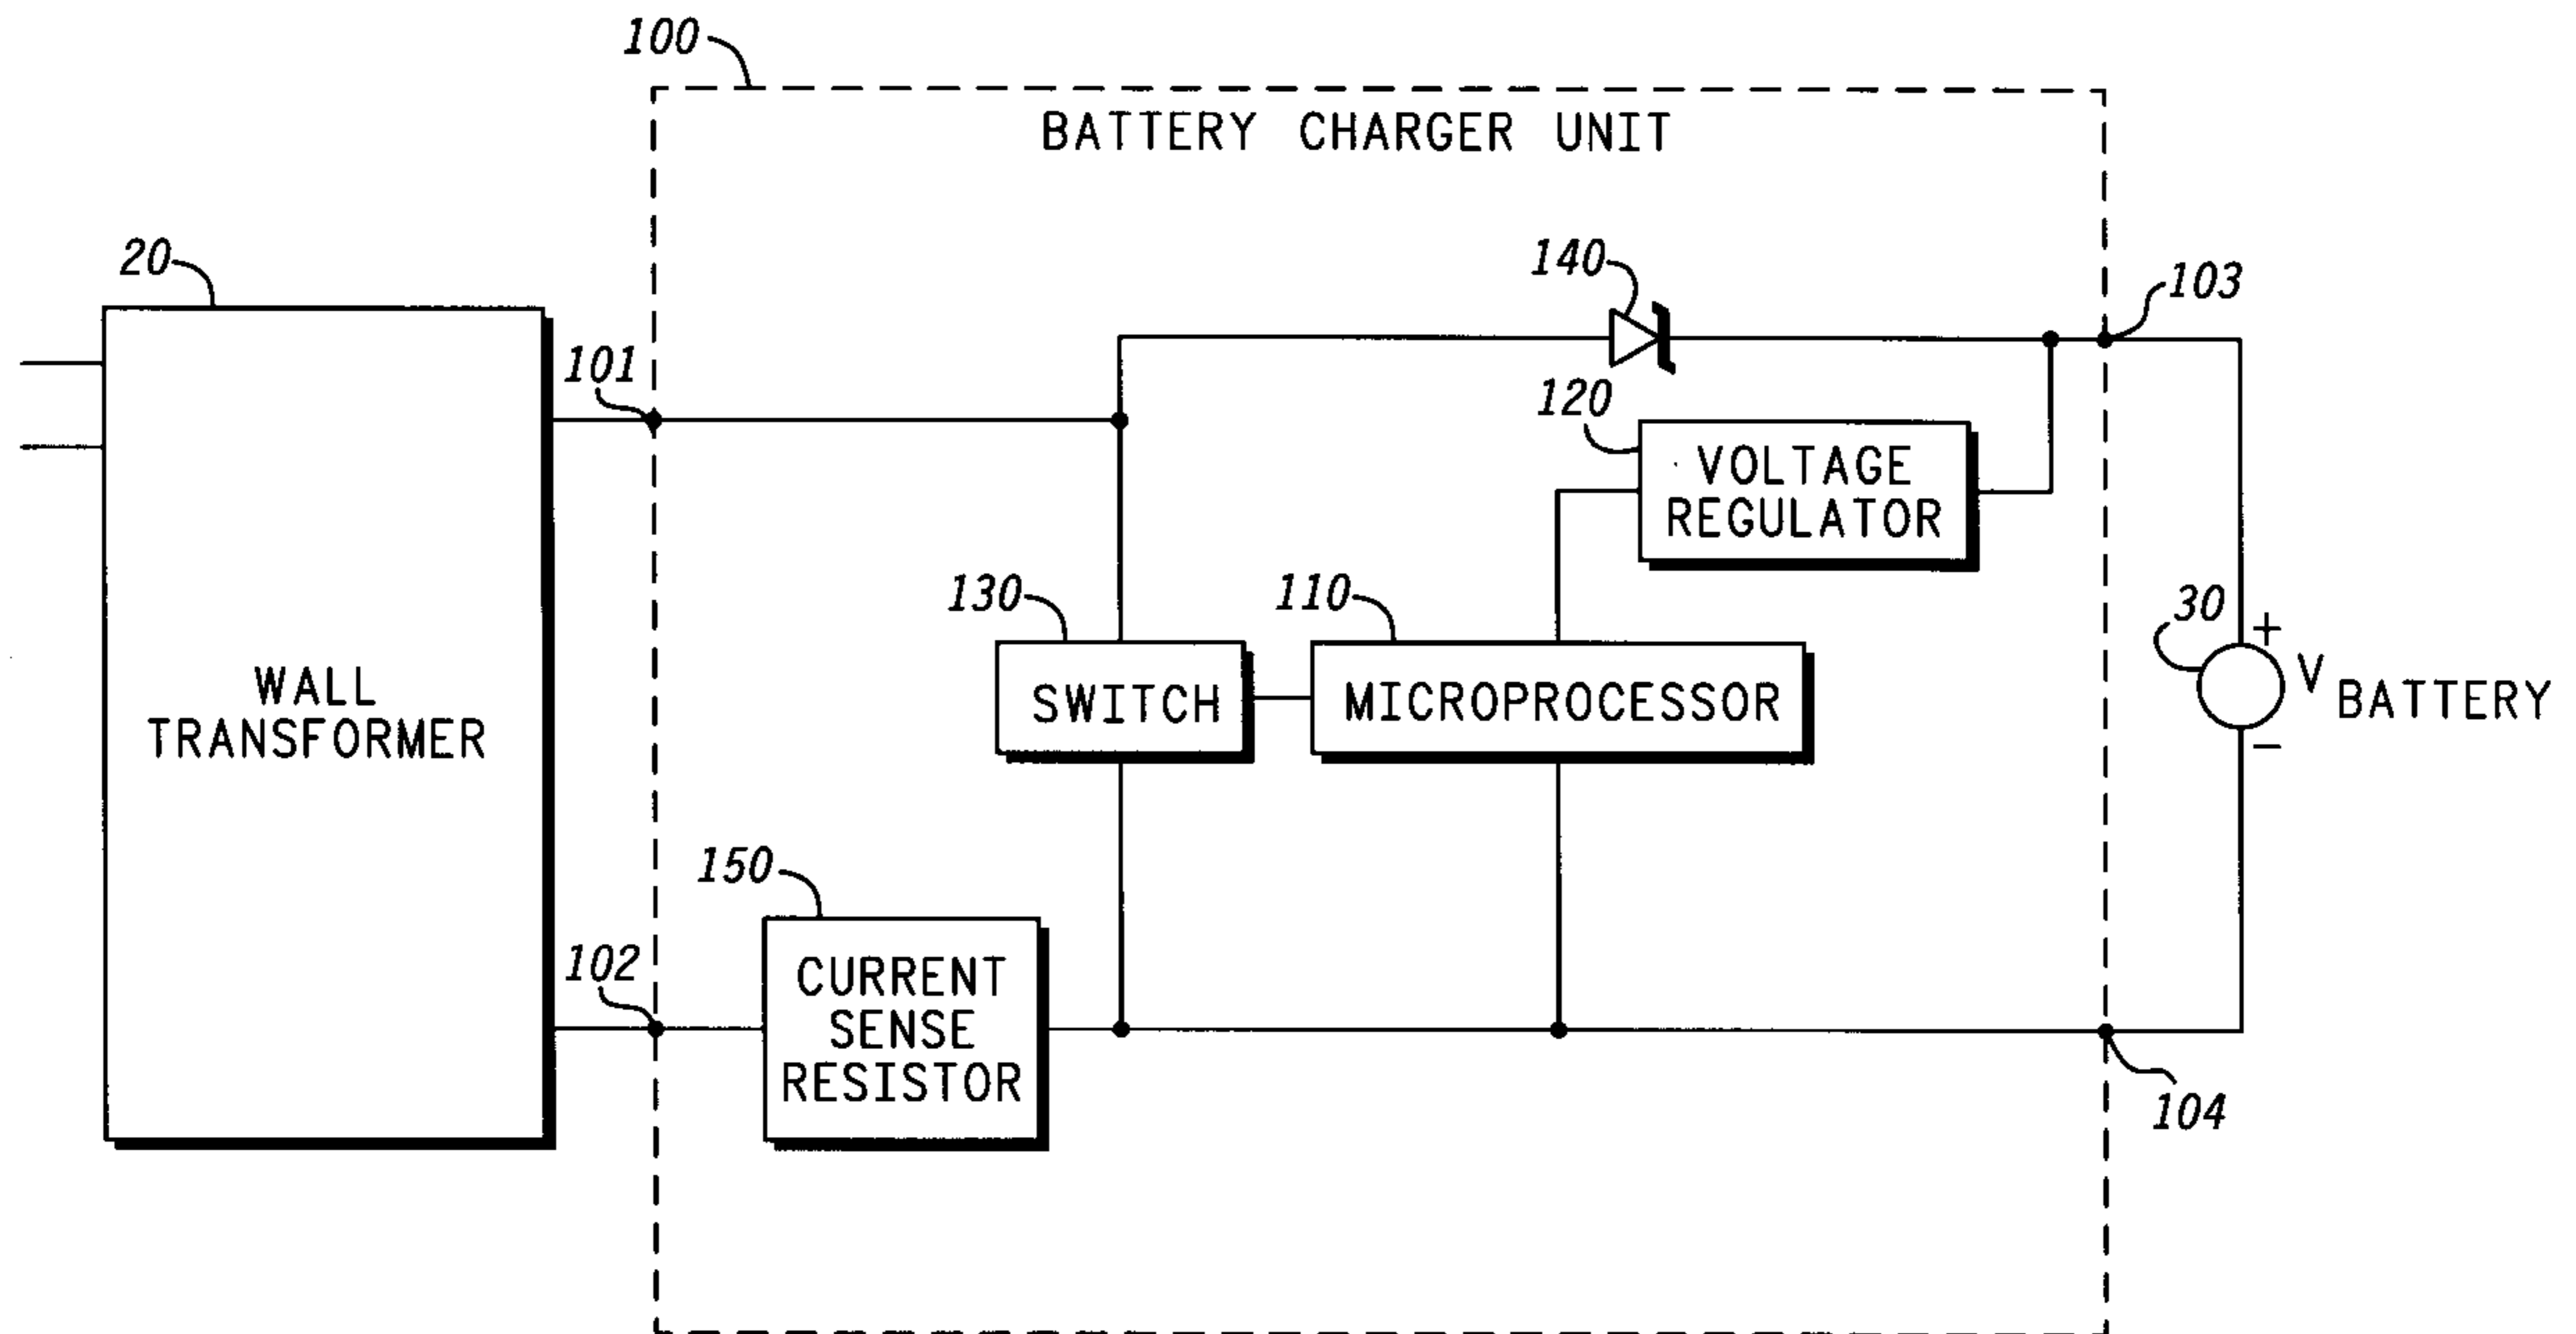 100
BATTERY CHARGER UNIT
20
140
103
101
120
VOLTAGE
REGULATOR
130
110
30
+
WALL
TRANSFORMER
SWITCH
MICROPROCESSOR
V BATTERY
−
150
102
CURRENT
SENSE
RESISTOR
104